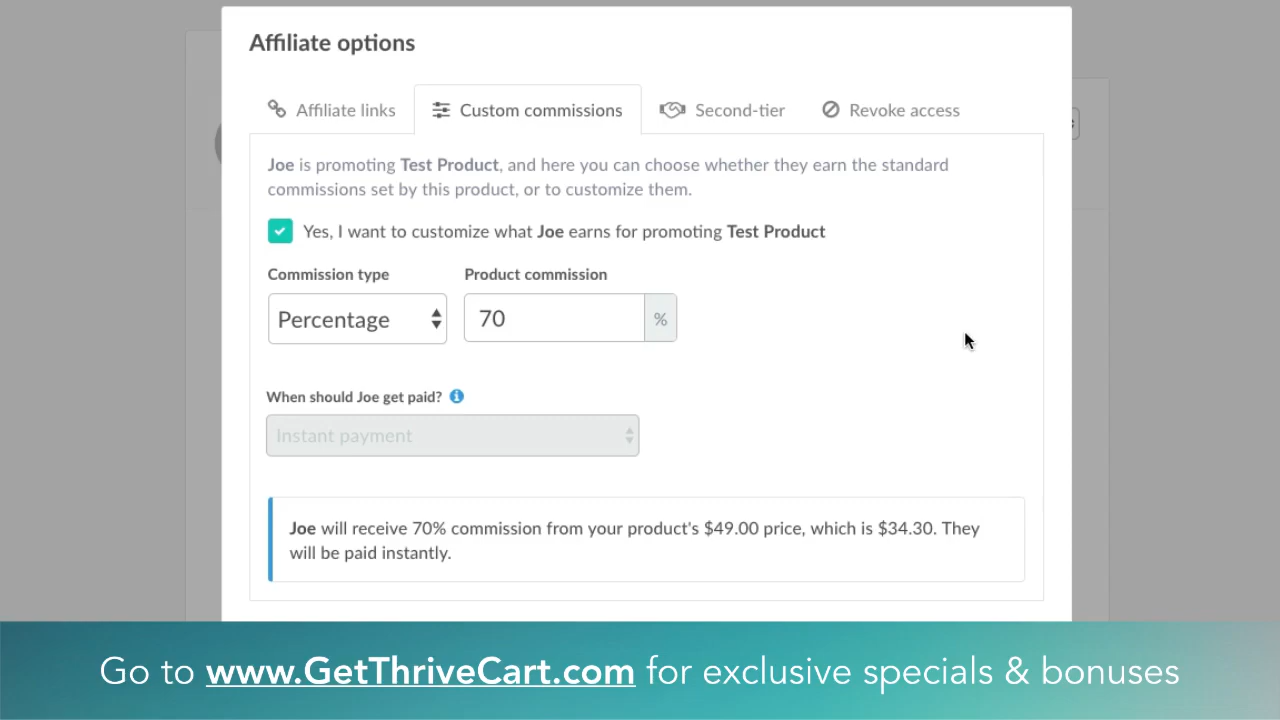 Affiliate options
Affiliate links
Custom commissions
Second-tier
Revoke access
Joe is promoting Test Product, and here you can choose whether they earn the standard
commissions set by this product, or to customize them.
Yes, I want to customize what Joe earns for promoting Test Product
Commission type
Product commission
Percentage
70
%
When should Joe get paid?
Instant payment
Joe will receive 70% commission from your product's $49.00 price, which is $34.30. They
will be paid instantly.
Go to www.GetThriveCart.com for exclusive specials & bonuses